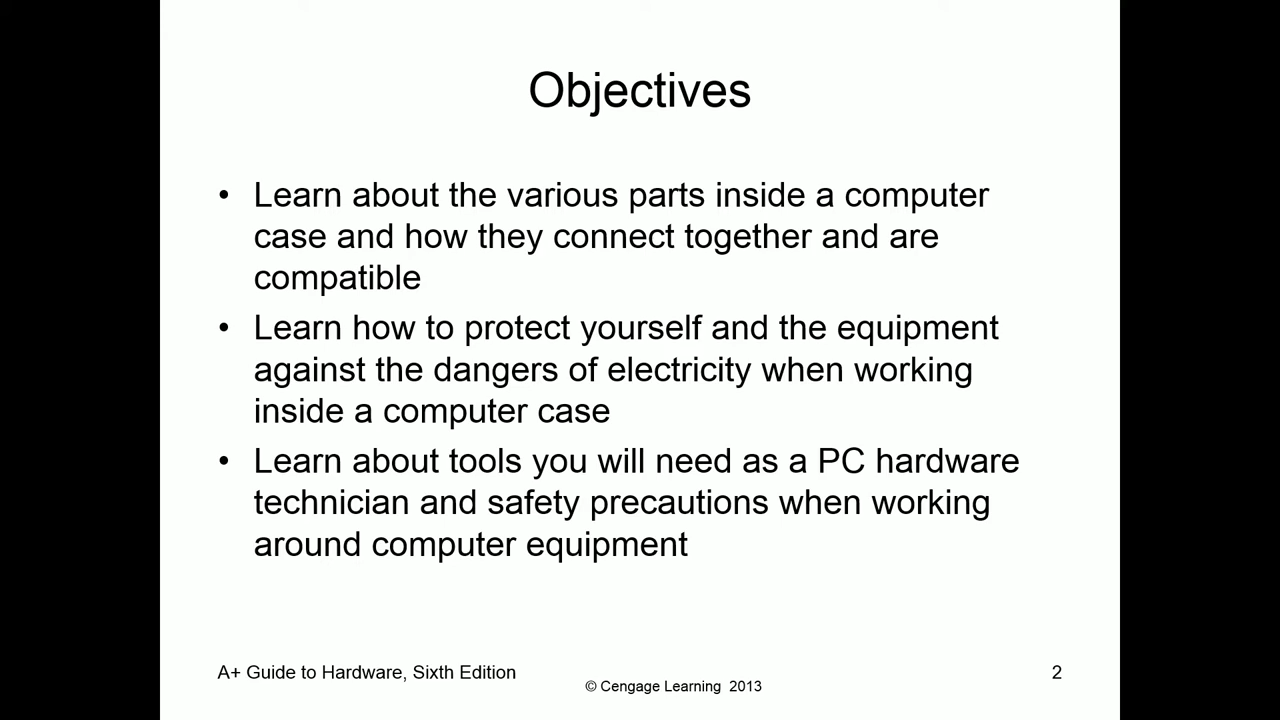 Objectives
• Learn about the various parts inside a computer
case and how they connect together and are
compatible
• Learn how to protect yourself and the equipment
against the dangers of electricity when working
inside a computer case
• Learn about tools you will need as a PC hardware
technician and safety precautions when working
around computer equipment
A+ Guide to Hardware, Sixth Edition
© Cengage Learning 2013
2